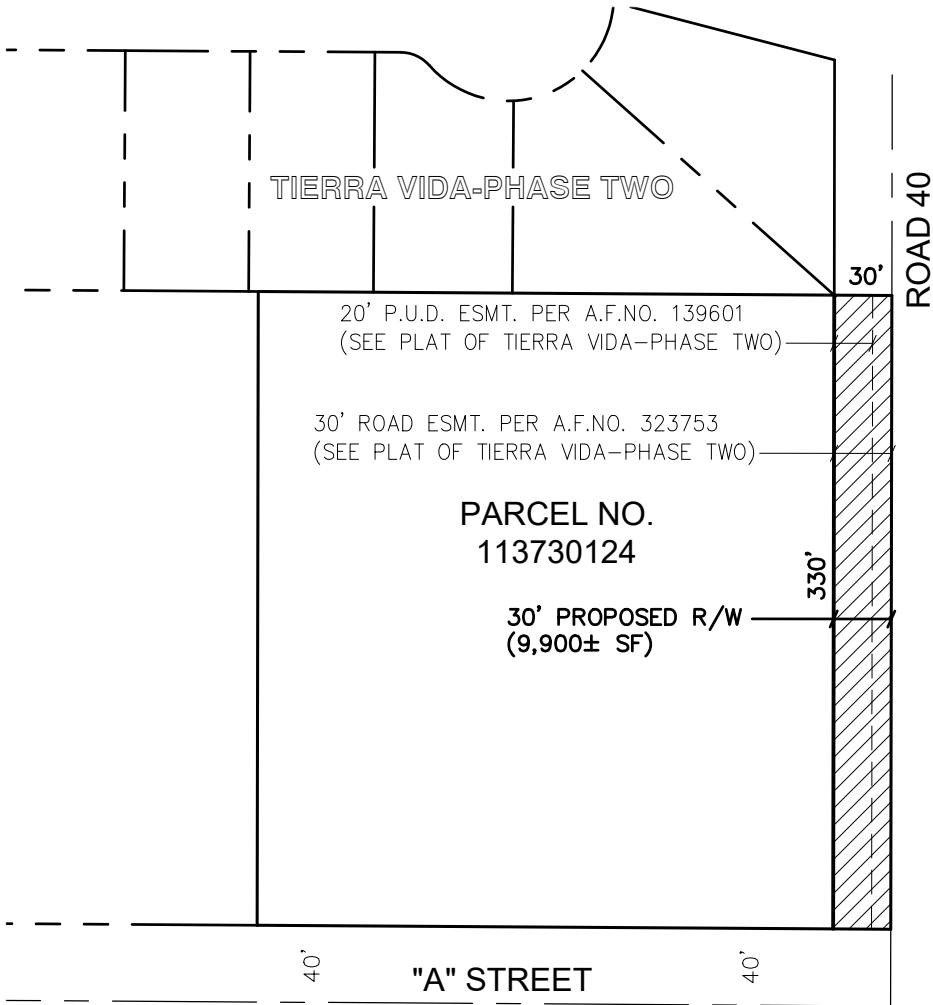 TIERRA VIDA-PHASE TWO
ROAD 40
30'
20' P.U.D. ESMT. PER A.F.NO. 139601
(SEE PLAT OF TIERRA VIDA-PHASE TWO)
30' ROAD ESMT. PER A.F.NO. 323753
(SEE PLAT OF TIERRA VIDA-PHASE TWO)
PARCEL NO.
113730124
330'
30' PROPOSED R/W
(9,900± SF)
40'
"A" STREET
40'